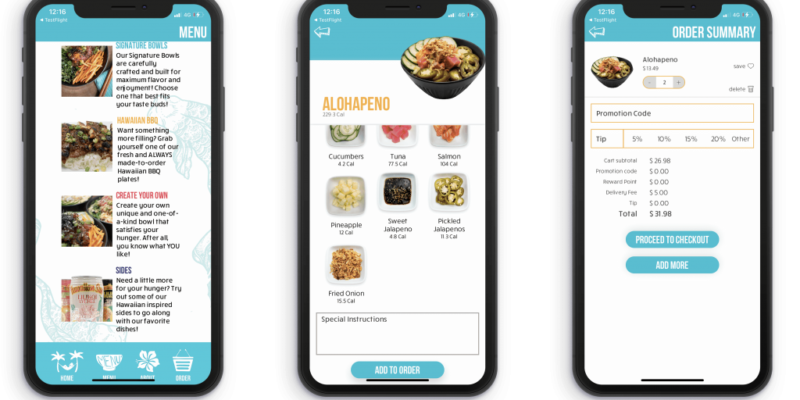 12:16
TestFlight
4G
MENU
SIGNATURE BOWLS
Our Signature Bowls
are carefully
crafted and built for
maximum flavor and
enjoyment! Choose
one that best fits
your taste buds!
HAWAIIAN BBQ
Want something
more filling? Grab
yourself one of our
fresh and ALWAYS
made-to-order
Hawaiian BBQ
plates!
CREATE YOUR OWN
Create your own
unique and one-of-
a-kind bowl that
satisfies your
hunger. After all,
you know what YOU
like!
SIDES
Need a little more
for your hunger? Try
out some of our
Hawaiian inspired
sides to go along
with our favorite
dishes!
HOME
MENU
ABOUT
ORDER
12:16
TestFlight
4G
ALOHAPENO
229.3 Cal
Cucumbers
4.2 Cal
Tuna
77.5 Cal
Salmon
104 Cal
Pineapple
12 Cal
Sweet
Jalapeno
4.8 Cal
Pickled
Jalapenos
11.3 Cal
Fried Onion
15.5 Cal
Special Instructions
ADD TO ORDER
12:16
TestFlight
4G
ORDER SUMMARY
Alohapeno
$ 13.49
save
2
delete
Promotion Code
Tip 5% 10% 15% 20% Other
Cart subtotal $ 26.98
Promotion code $ 0.00
Reward Point $ 0.00
Delivery Fee $ 5.00
Tip $ 0.00
Total $ 31.98
PROCEED TO CHECKOUT
ADD MORE